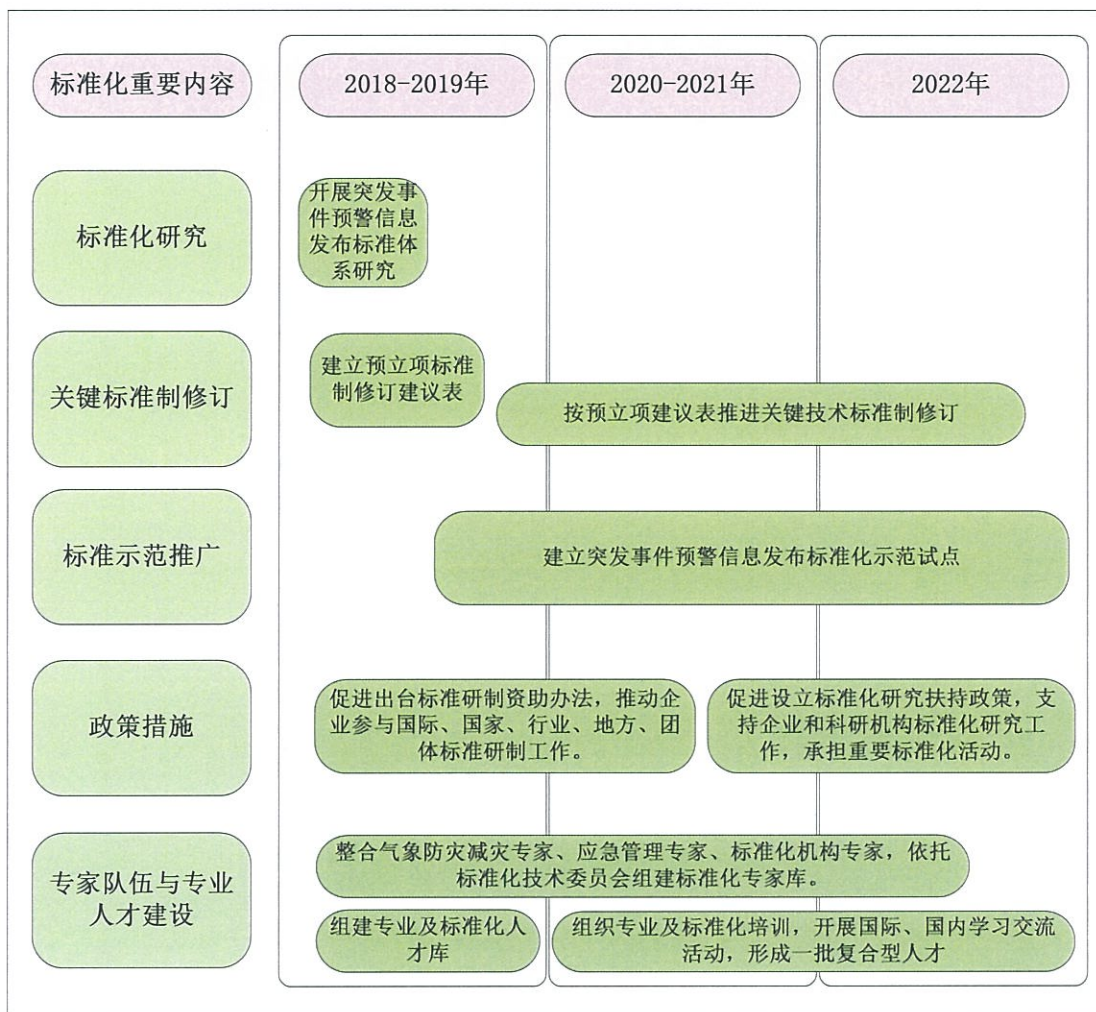 标准化重要内容
2018-2019年
2020-2021年
2022年
标准化研究
开展突发事
件预警信息
发布标准体
系研究
关键标准制修订
建立预立项标准
制修订建议表
按预立项建议表推进关键技术标准制修订
标准示范推广
建立突发事件预警信息发布标准化示范试点
政策措施
促进出台标准研制资助办法，推动企
业参与国际、国家、行业、地方、团
体标准研制工作。
促进设立标准化研究扶持政策，支
持企业和科研机构标准化研究工
作，承担重要标准化活动。
专家队伍与专业
人才建设
整合气象防灾减灾专家、应急管理专家、标准化机构专家，依托
标准化技术委员会组建标准化专家库。
组建专业及标准化人
才库
组织专业及标准化培训，开展国际、国内学习交流
活动，形成一批复合型人才